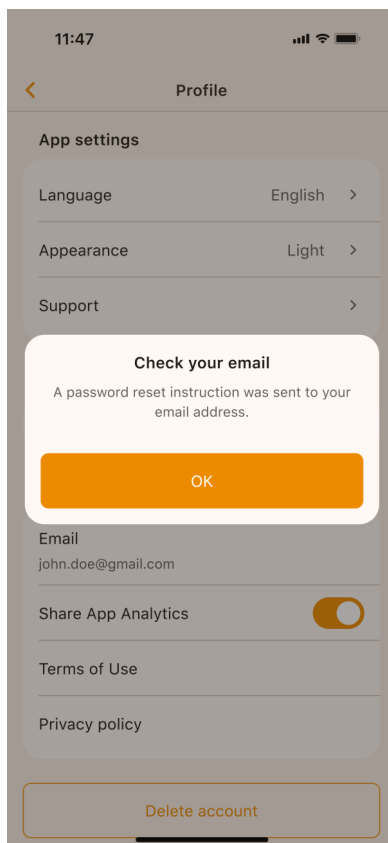 11:47
Profile
App settings
Language English
Appearance Light
Support
Check your email
A password reset instruction was sent to your
email address.
OK
Email
john.doe@gmail.com
Share App Analytics
Terms of Use
Privacy policy
Delete account